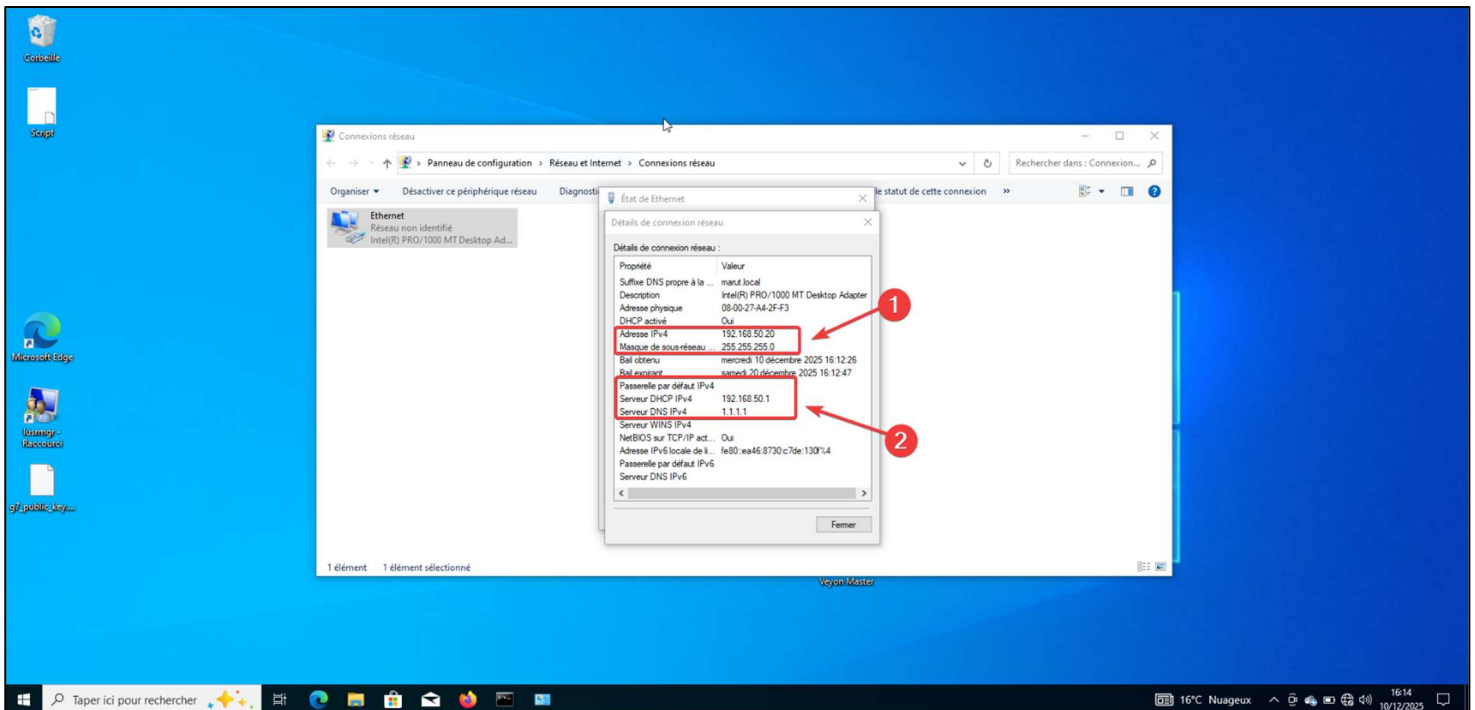 Corbeille
Script
Microsoft Edge
lusrmgr -
Raccourci
g7_public_key....
Connexions réseau
Panneau de configuration > Réseau et Internet > Connexions réseau
Rechercher dans : Connexion...
Organiser Désactiver ce périphérique réseau Diagnosti
le statut de cette connexion »
Ethernet
Réseau non identifié
Intel(R) PRO/1000 MT Desktop Ad...
État de Ethernet
Détails de connexion réseau
Détails de connexion réseau :
Propriété Valeur
Suffixe DNS propre à la ... marut.local
Description Intel(R) PRO/1000 MT Desktop Adapter
Adresse physique 08-00-27-A4-2F-F3
DHCP activé Oui
Adresse IPv4 192.168.50.20
Masque de sous-réseau ... 255.255.255.0
Bail obtenu mercredi 10 décembre 2025 16:12:26
Bail expirant samedi 20 décembre 2025 16:12:47
Passerelle par défaut IPv4
Serveur DHCP IPv4 192.168.50.1
Serveur DNS IPv4 1.1.1.1
Serveur WINS IPv4
NetBIOS sur TCP/IP act... Oui
Adresse IPv6 locale de li... fe80::ea46:8730:c7de:130f%4
Passerelle par défaut IPv6
Serveur DNS IPv6
Fermer
1
2
1 élément 1 élément sélectionné
Veyon Master
Taper ici pour rechercher
16°C Nuageux
16:14
10/12/2025